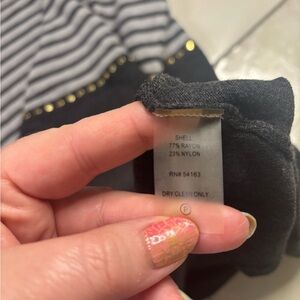 SHELL
77% RAYON
23% NYLON
RN# 54163
DRY CLEAN ONLY
P